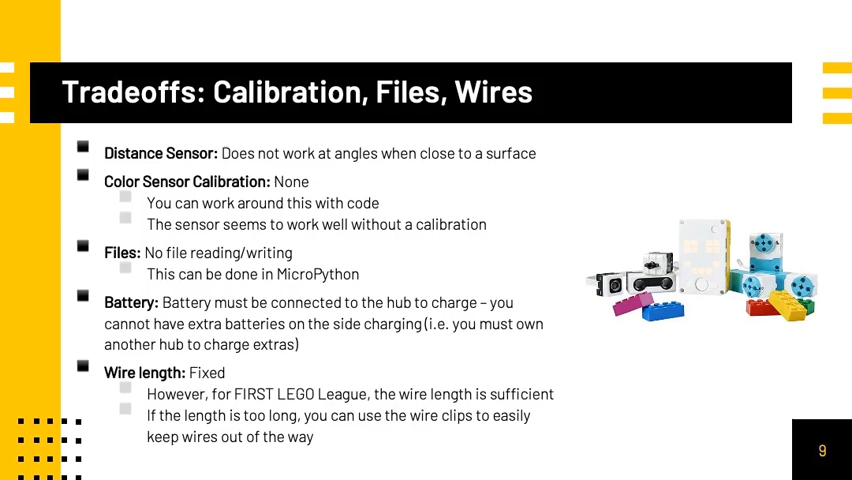 Tradeoffs: Calibration, Files, Wires
Distance Sensor: Does not work at angles when close to a surface
Color Sensor Calibration: None
You can work around this with code
The sensor seems to work well without a calibration
Files: No file reading/writing
This can be done in MicroPython
Battery: Battery must be connected to the hub to charge – you
cannot have extra batteries on the side charging (i.e. you must own
another hub to charge extras)
Wire length: Fixed
However, for FIRST LEGO League, the wire length is sufficient
If the length is too long, you can use the wire clips to easily
keep wires out of the way
9